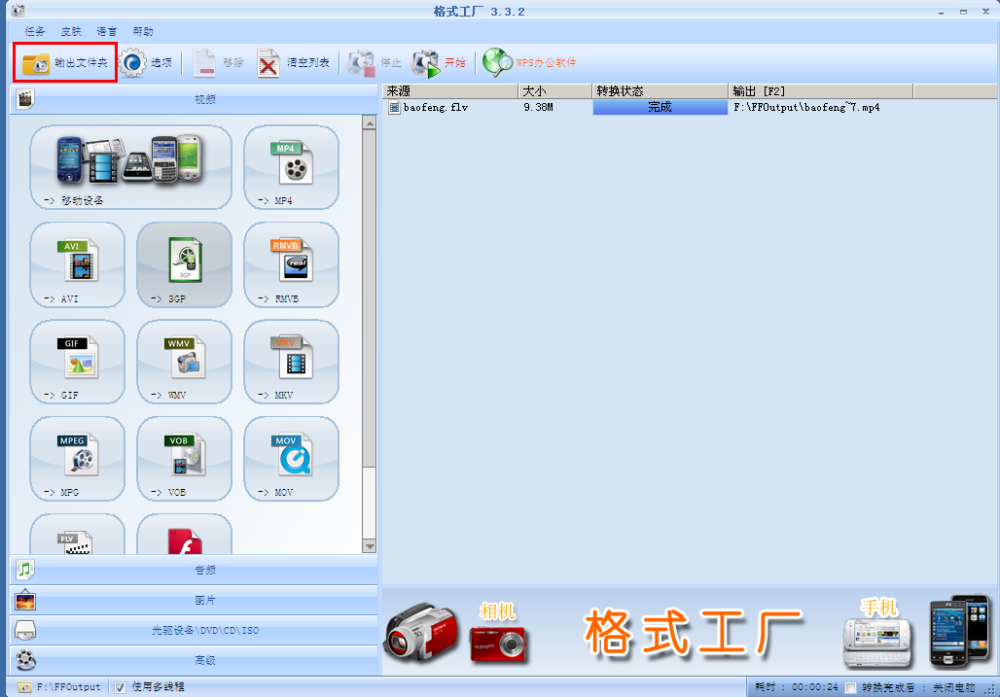 格式工厂 3.3.2
任务 皮肤 语言 帮助
输出文件夹 选项 移除 清空列表 停止 开始 WPS办公软件
视频
来源 大小 转换状态 输出 [F2]
baofeng.flv 9.38M 完成 F:\FFOutput\baofeng~7.mp4
MP4
-> 移动设备 -> MP4
AVI 3GP RMVB real
-> AVI -> 3GP -> RMVB
GIF WMV MKV
-> GIF -> WMV -> MKV
MPEG VOB MOV
-> MPG -> VOB -> MOV
FLV
音频
图片
光驱设备\DVD\CD\ISO
高级
相机 格式工厂 手机
F:\FFOutput 使用多线程 耗时 : 00:00:24 转换完成后 : 关闭电脑